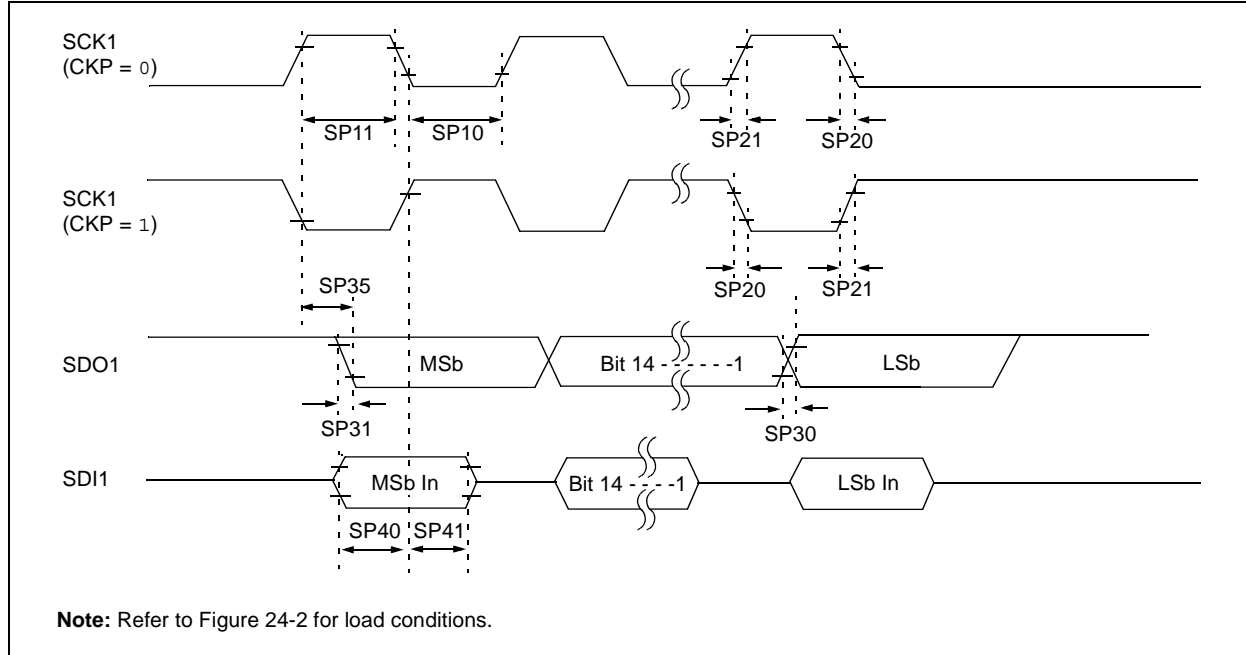 SCK1
(CKP = 0)
SP11
SP10
SP21
SP20
SCK1
(CKP = 1)
SP35
SP20
SP21
SDO1
MSb
Bit 14 - - - - - -1
LSb
SP31
SP30
SDI1
MSb In
Bit 14 - - - - -1
LSb In
SP40
SP41
Note: Refer to Figure 24-2 for load conditions.